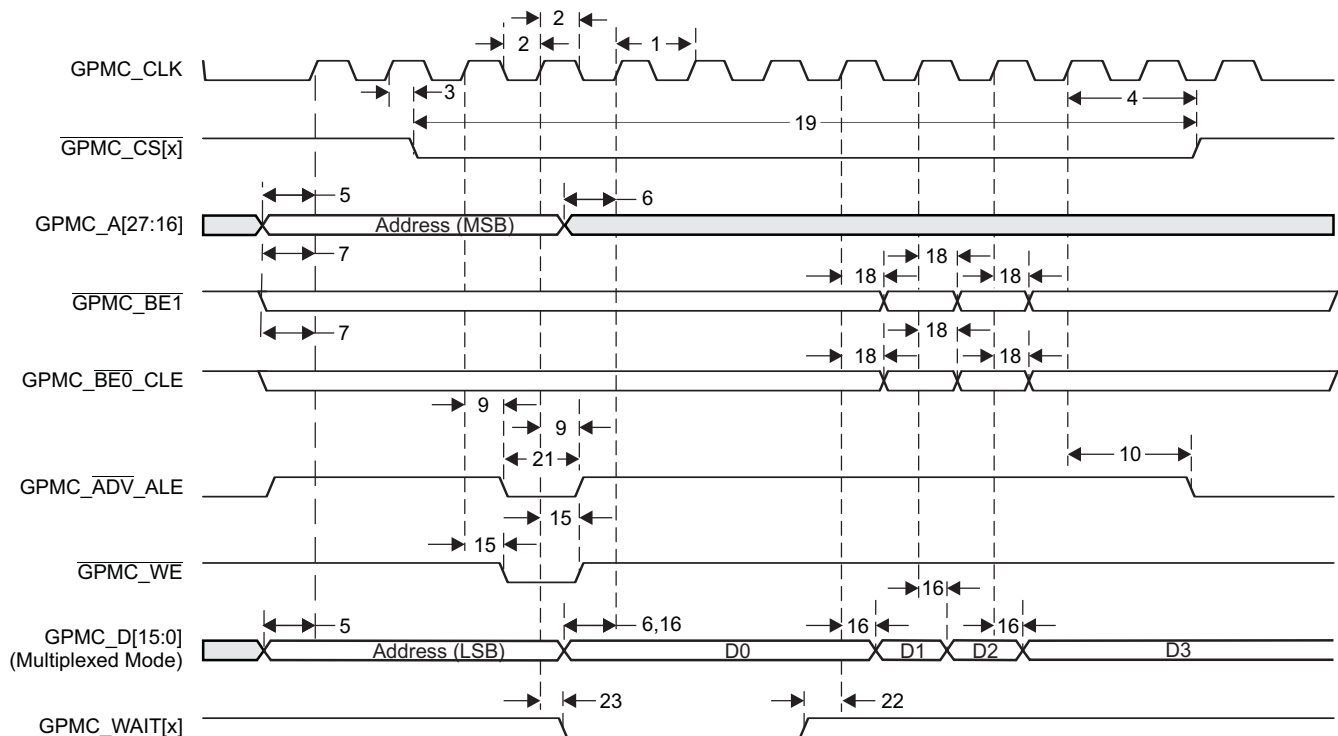 2
2
1
GPMC_CLK
3
4
19
GPMC_CS[x]
5
6
GPMC_A[27:16]
Address (MSB)
7
18
18
18
GPMC_BE1
7
18
18
18
GPMC_BE0_CLE
9
9
10
21
GPMC_ADV_ALE
15
15
GPMC_WE
16
5
6,16
16
16
GPMC_D[15:0]
(Multiplexed Mode)
Address (LSB)
D0
D1
D2
D3
23
22
GPMC_WAIT[x]